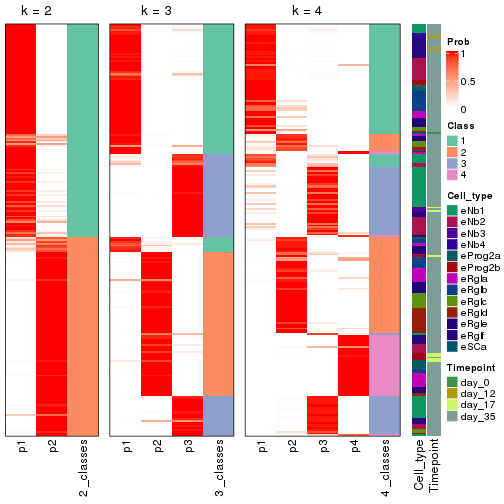 k = 2
k = 3
k = 4
p1
p2
2_classes
p1
p2
p3
3_classes
p1
p2
p3
p4
4_classes
Cell_type
Timepoint
Prob
1
0.5
0
Class
1
2
3
4
Cell_type
eNb1
eNb2
eNb3
eNb4
eProg2a
eProg2b
eRgla
eRglb
eRglc
eRgld
eRgle
eRglf
eSCa
Timepoint
day_0
day_12
day_17
day_35